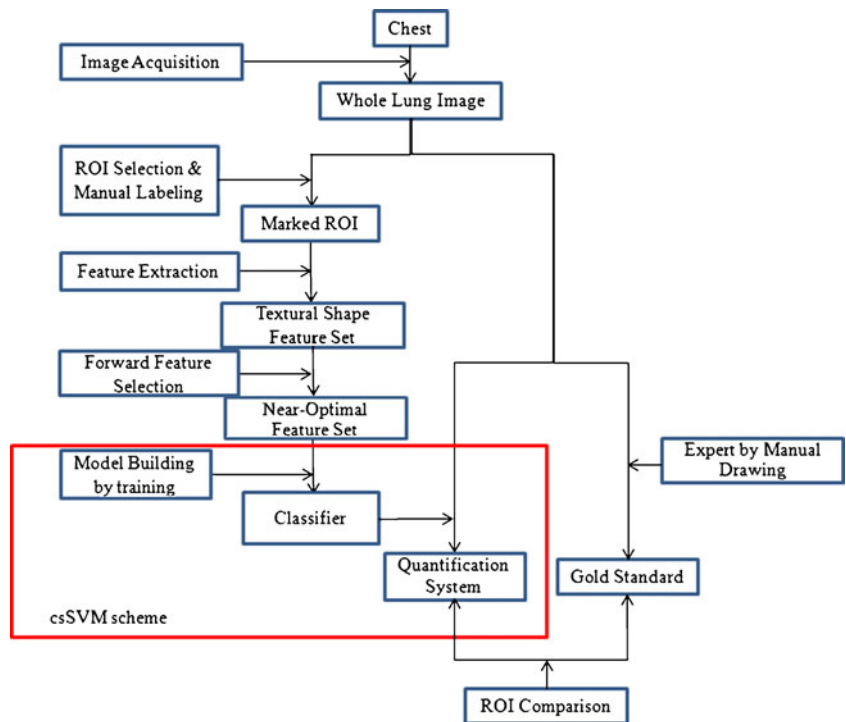 Chest
Image Acquisition
Whole Lung Image
ROI Selection &
Manual Labeling
Marked ROI
Feature Extraction
Textural Shape
Feature Set
Forward Feature
Selection
Near-Optimal
Feature Set
Expert by Manual
Drawing
Model Building
by training
Classifier
Quantification
System
Gold Standard
csSVM scheme
ROI Comparison